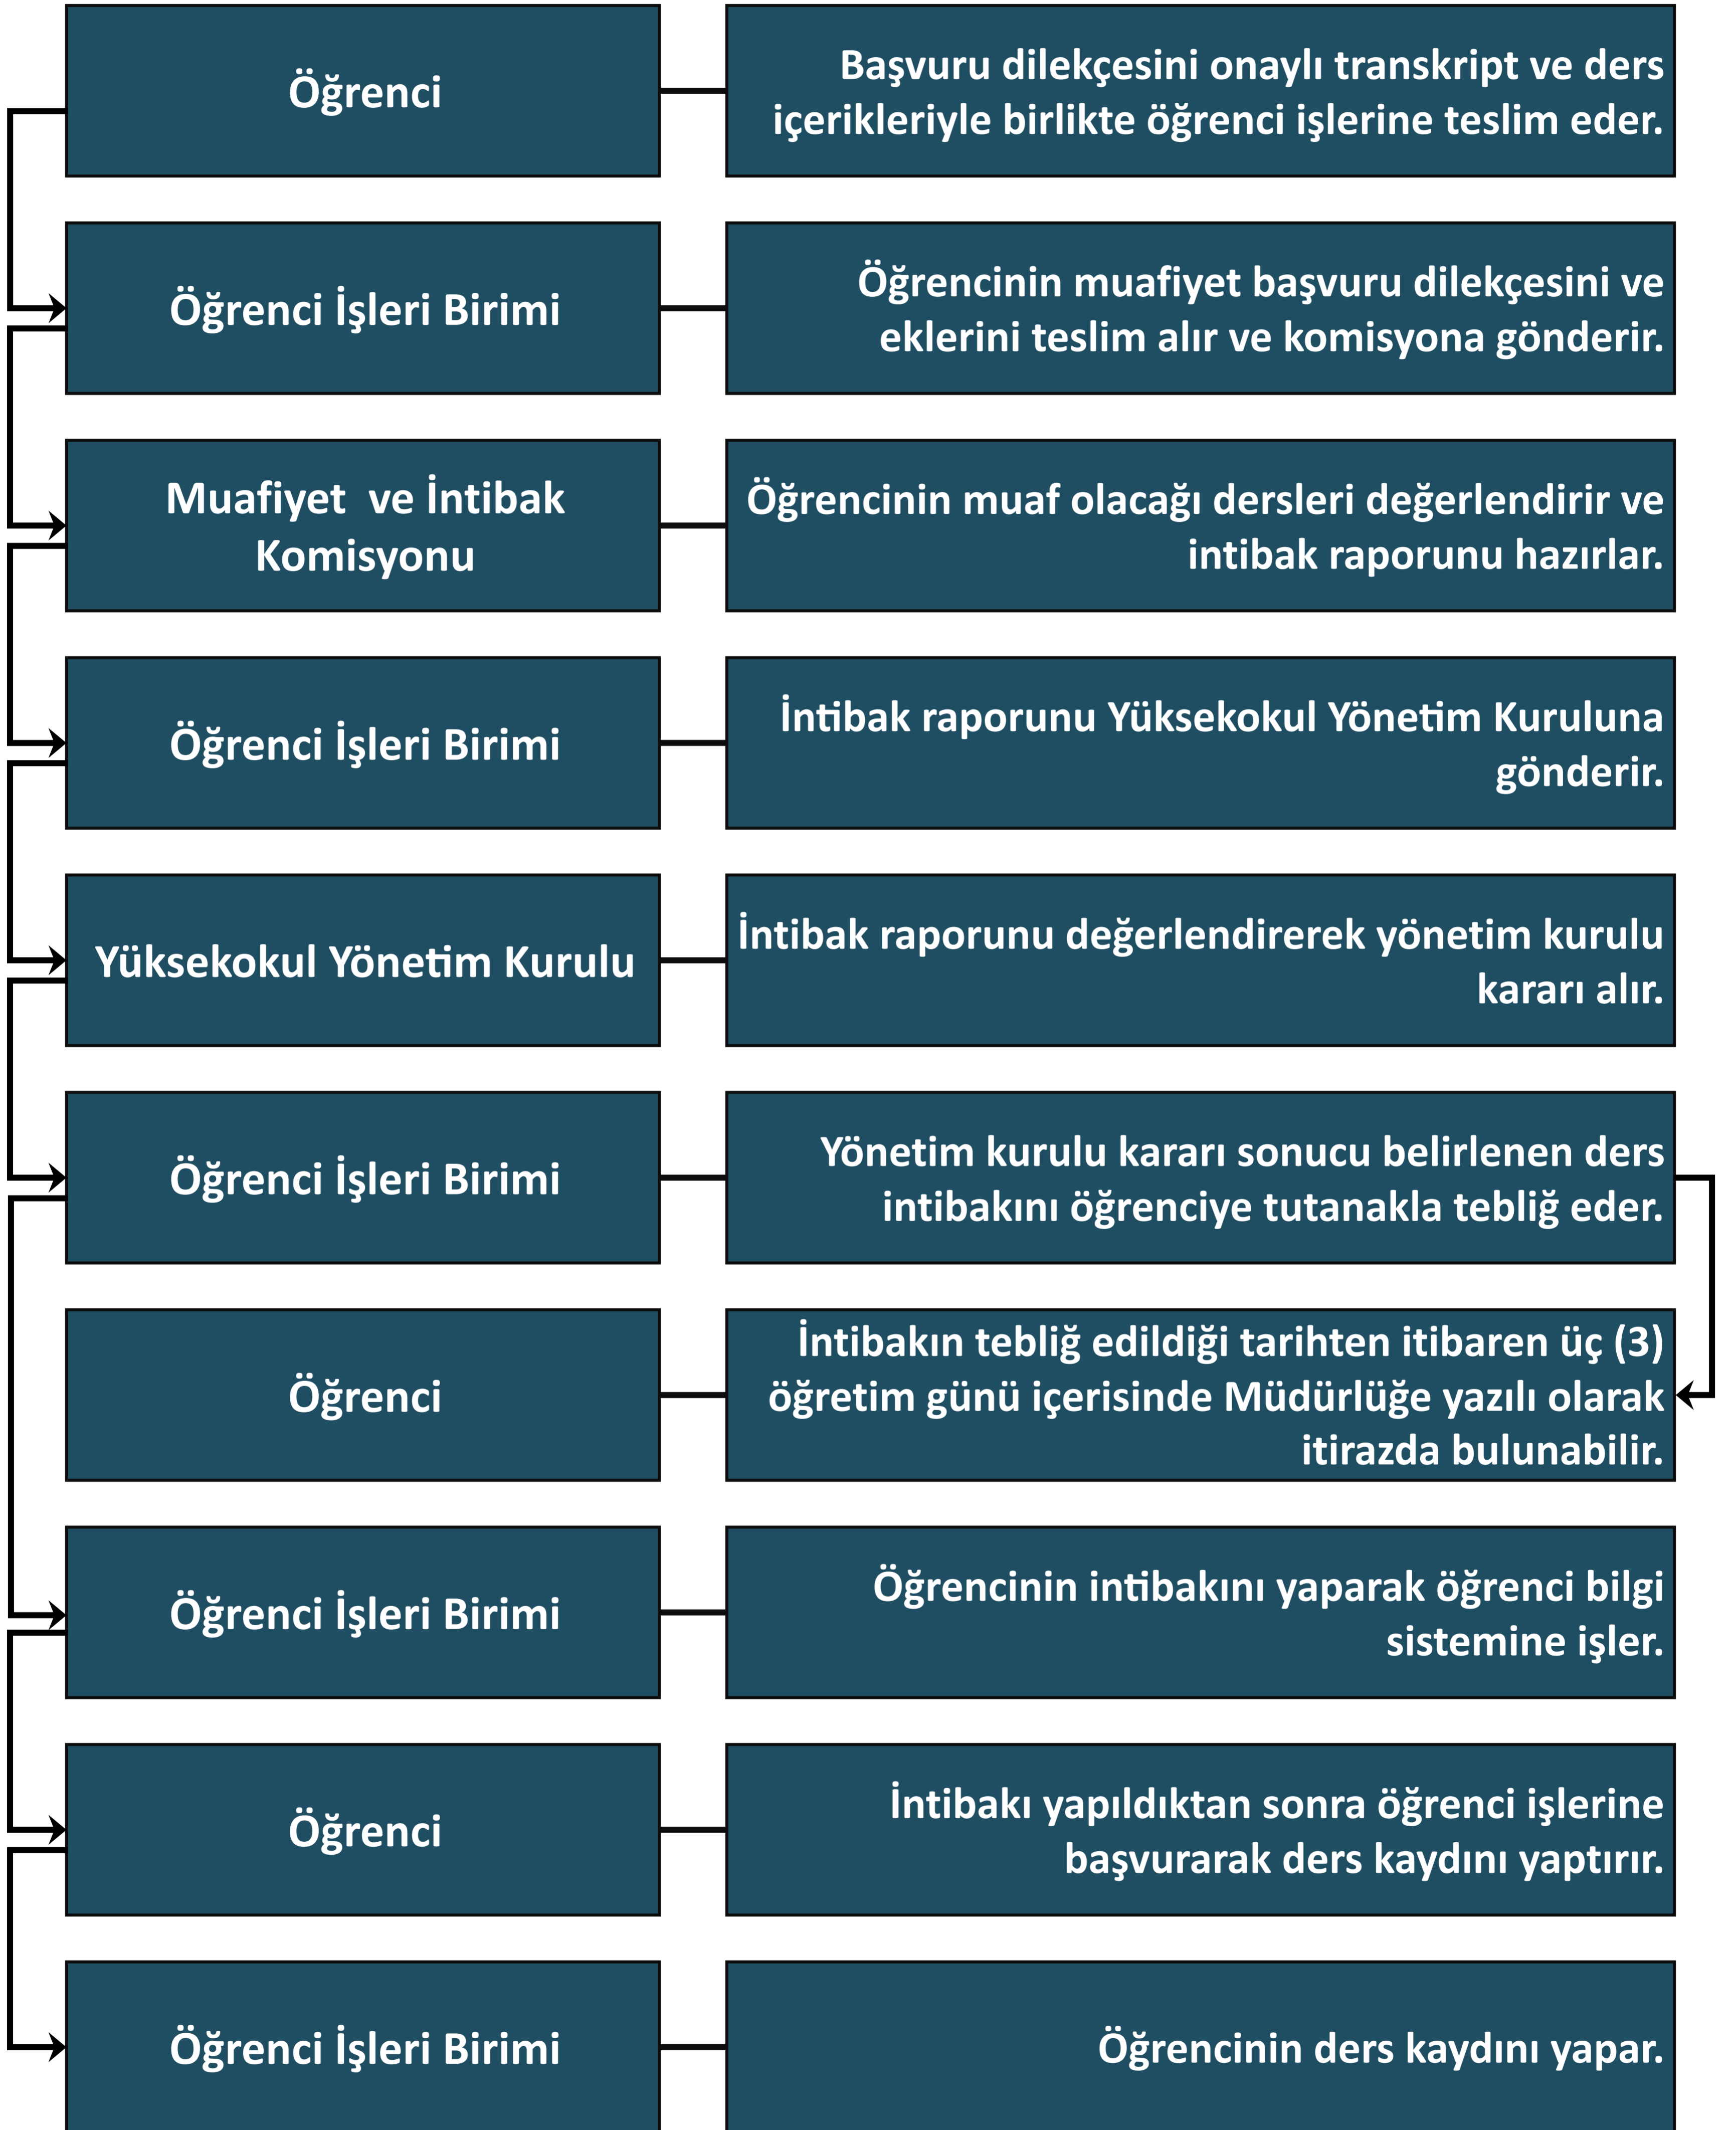 Öğrenci
Başvuru dilekçesini onaylı transkript ve ders
içerikleriyle birlikte öğrenci işlerine teslim eder.
Öğrenci İşleri Birimi
Öğrencinin muafiyet başvuru dilekçesini ve
eklerini teslim alır ve komisyona gönderir.
Muafiyet ve İntibak
Komisyonu
Öğrencinin muaf olacağı dersleri değerlendirir ve
intibak raporunu hazırlar.
Öğrenci İşleri Birimi
İntibak raporunu Yüksekokul Yönetim Kuruluna
gönderir.
Yüksekokul Yönetim Kurulu
İntibak raporunu değerlendirerek yönetim kurulu
kararı alır.
Öğrenci İşleri Birimi
Yönetim kurulu kararı sonucu belirlenen ders
intibakını öğrenciye tutanakla tebliğ eder.
Öğrenci
İntibakın tebliğ edildiği tarihten itibaren üç (3)
öğretim günü içerisinde Müdürlüğe yazılı olarak
itirazda bulunabilir.
Öğrenci İşleri Birimi
Öğrencinin intibakını yaparak öğrenci bilgi
sistemine işler.
Öğrenci
İntibakı yapıldıktan sonra öğrenci işlerine
başvurarak ders kaydını yaptırır.
Öğrenci İşleri Birimi
Öğrencinin ders kaydını yapar.